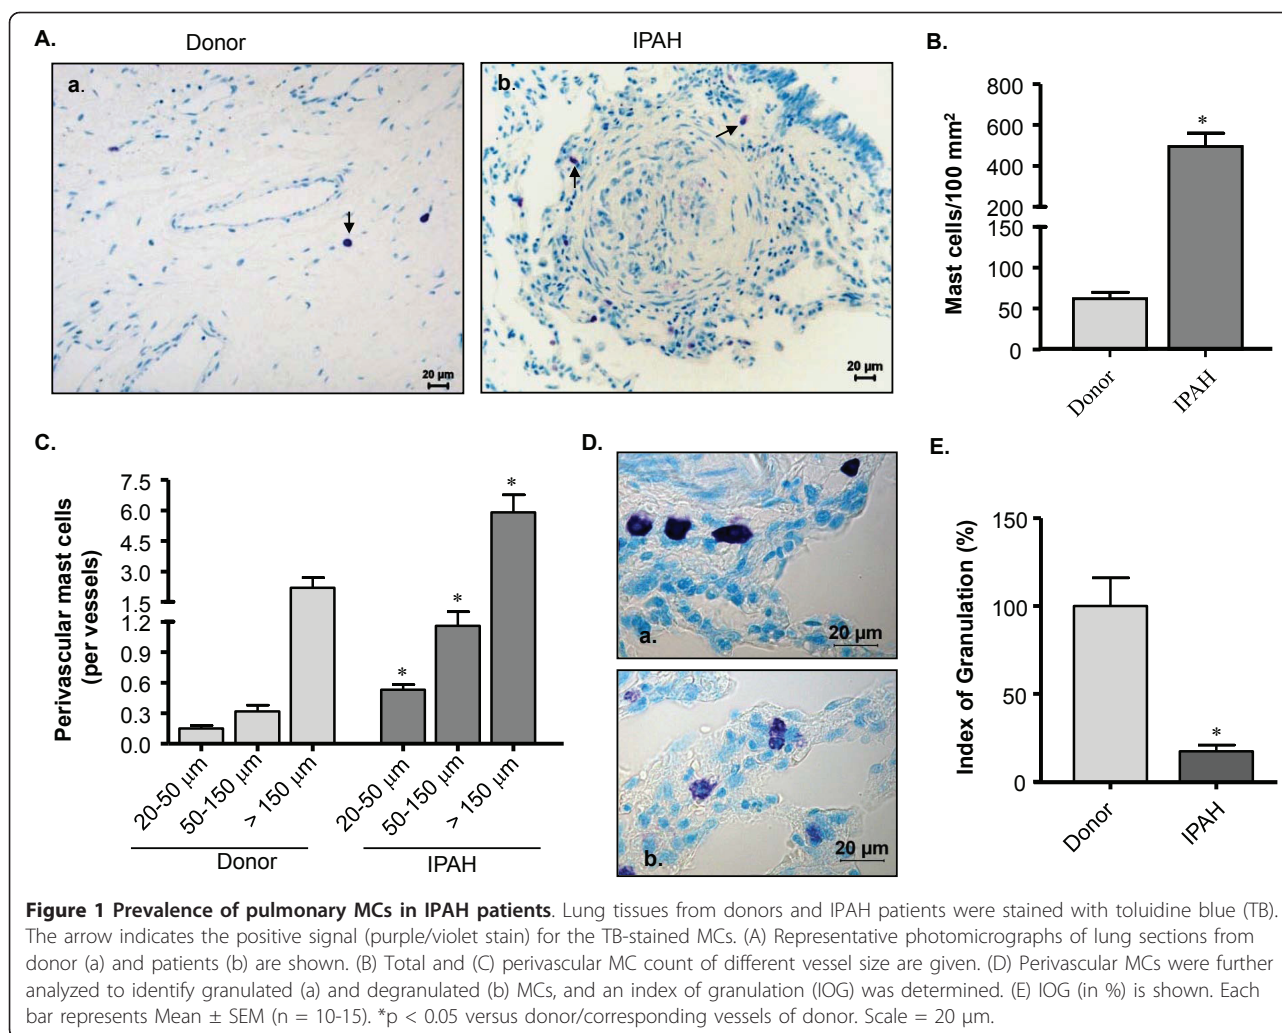 A.
Donor
IPAH
a.
b.
20 µm
20 µm
B.
Mast cells/100 mm²
800
600
400
200
150
100
50
0
*
Donor
IPAH
C.
Perivascular mast cells
(per vessels)
7.5
6.0
4.5
3.0
1.5
1.2
0.9
0.6
0.3
0.0
*
*
*
20-50 µm
50-150 µm
> 150 µm
20-50 µm
50-150 µm
> 150 µm
Donor
IPAH
D.
a.
20 µm
b.
20 µm
E.
Index of Granulation (%)
150
100
50
0
*
Donor
IPAH
Figure 1 Prevalence of pulmonary MCs in IPAH patients. Lung tissues from donors and IPAH patients were stained with toluidine blue (TB).
The arrow indicates the positive signal (purple/violet stain) for the TB-stained MCs. (A) Representative photomicrographs of lung sections from
donor (a) and patients (b) are shown. (B) Total and (C) perivascular MC count of different vessel size are given. (D) Perivascular MCs were further
analyzed to identify granulated (a) and degranulated (b) MCs, and an index of granulation (IOG) was determined. (E) IOG (in %) is shown. Each
bar represents Mean ± SEM (n = 10-15). *p < 0.05 versus donor/corresponding vessels of donor. Scale = 20 µm.